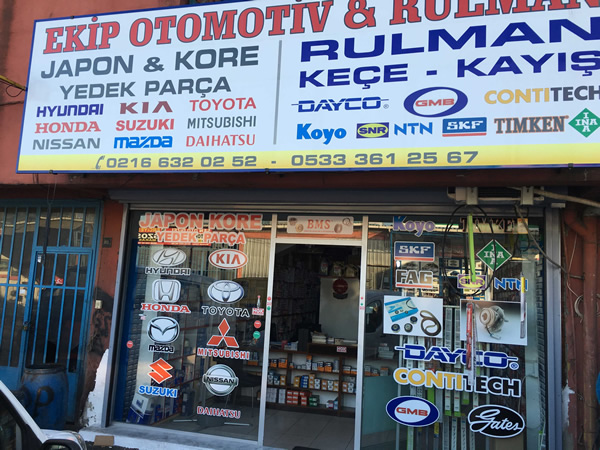 EKİP OTOMOTİV & RULMAN
JAPON & KORE
YEDEK PARÇA
HYUNDAI KIA TOYOTA
HONDA SUZUKI MITSUBISHI
NISSAN mazda DAIHATSU
RULMAN
KEÇE - KAYIŞ
DAYCO GMB CONTITECH
Koyo SNR NTN SKF TIMKEN INA
0216 632 02 52 - 0533 361 25 67
JAPON KORE
YEDEK PARÇA
HYUNDAI KIA
HONDA TOYOTA
mazda MITSUBISHI
SUZUKI NISSAN
DAIHATSU
BMS
Koyo
SKF INA
FAG NTN
DAYCO
CONTITECH
GMB Gates